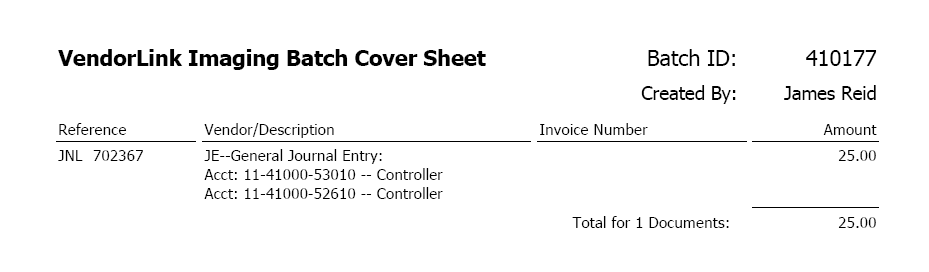 VendorLink Imaging Batch Cover Sheet Batch ID: 410177
Created By: James Reid
Reference Vendor/Description Invoice Number Amount
JNL 702367 JE--General Journal Entry: 25.00
Acct: 11-41000-53010 -- Controller
Acct: 11-41000-52610 -- Controller
Total for 1 Documents: 25.00